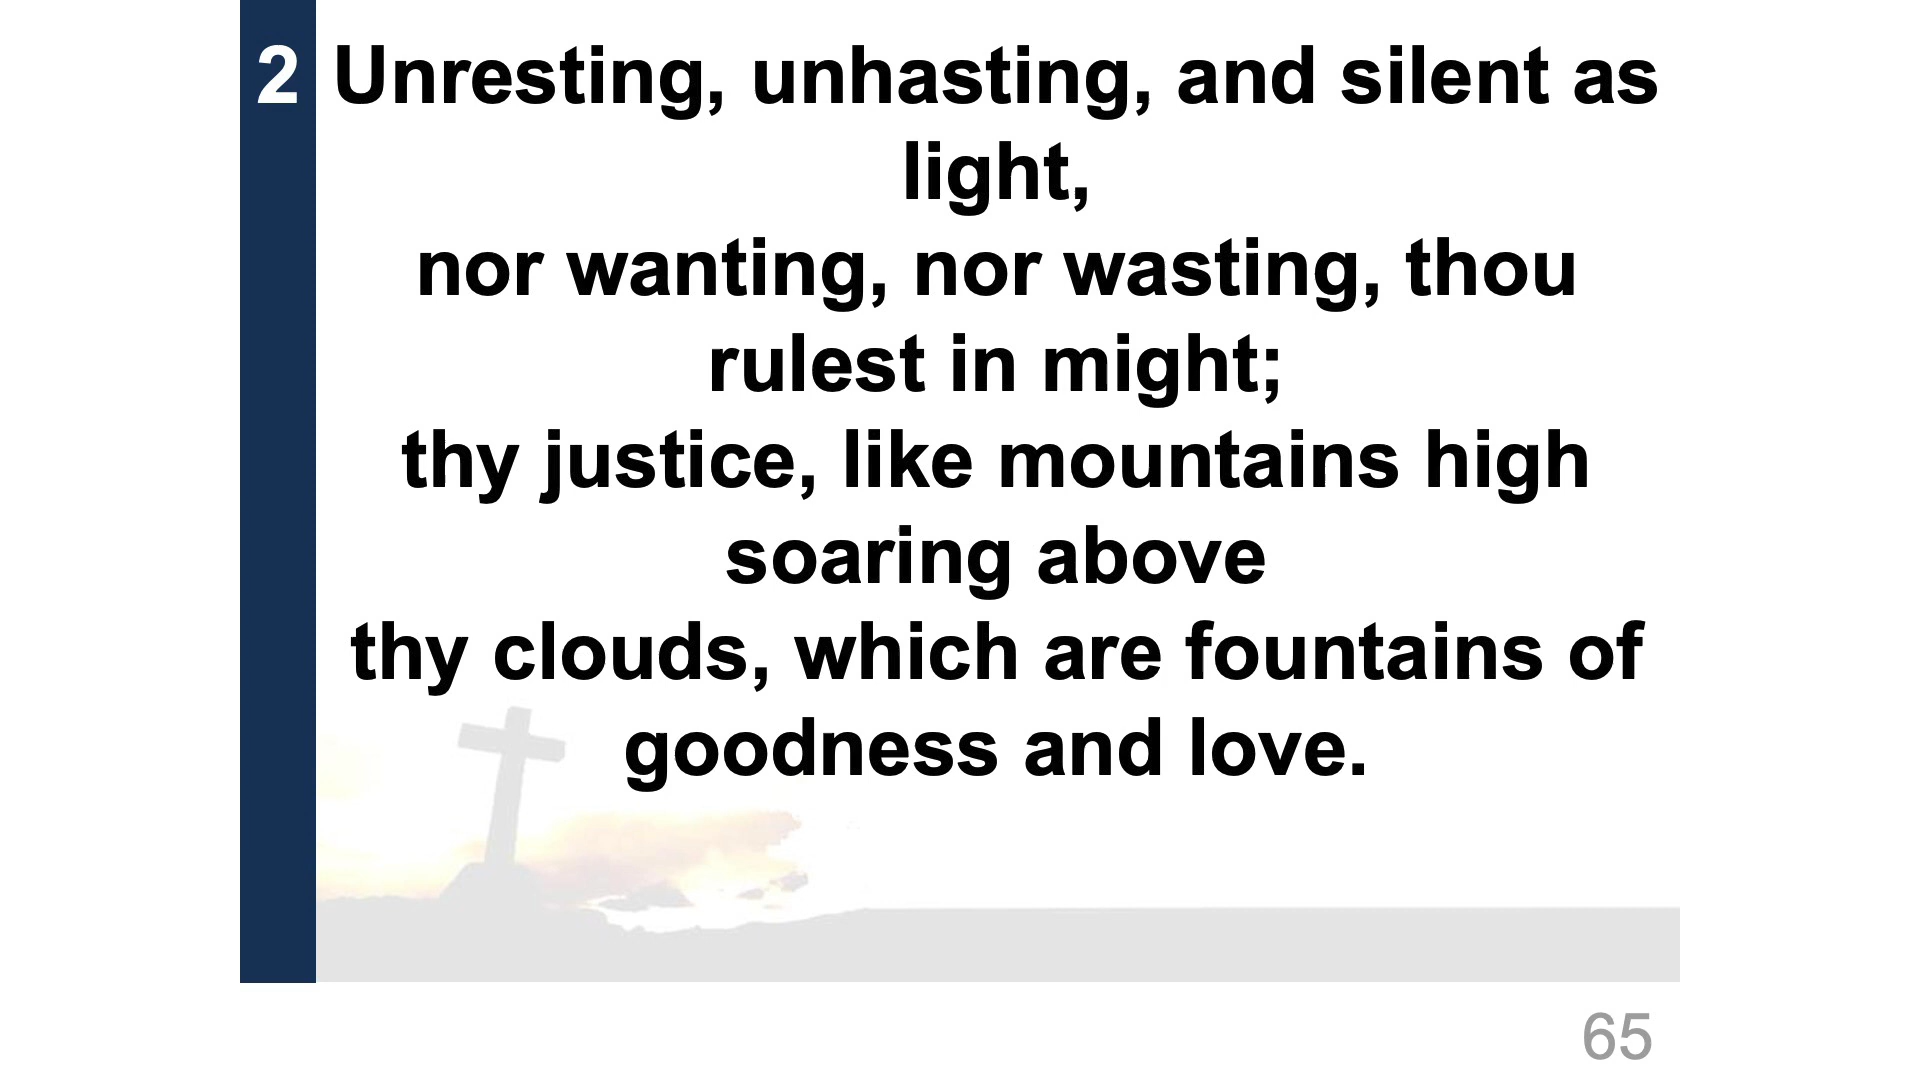 2 Unresting, unhasting, and silent as
light,
nor wanting, nor wasting, thou
rulest in might;
thy justice, like mountains high
soaring above
thy clouds, which are fountains of
goodness and love.
65